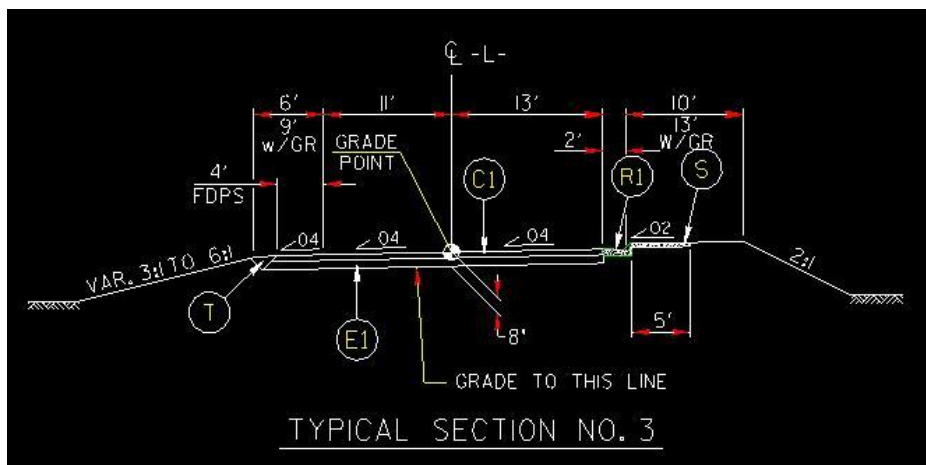 ℄ -L-
6' 11' 13' 10'
9' GRADE 2' 13'
W/GR POINT W/GR
4' C1 R1 S
FDPS
04 04 04 02
VAR. 3:1 TO 6:1 2:1
T E1 8" 5'
GRADE TO THIS LINE
TYPICAL SECTION NO. 3